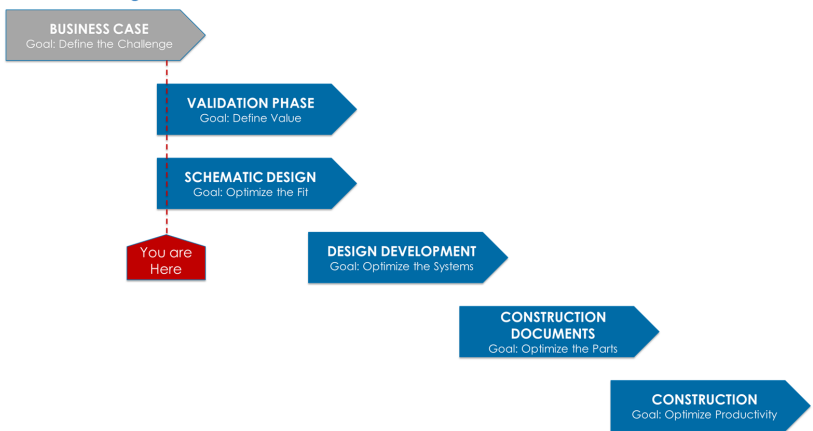 BUSINESS CASE
Goal: Define the Challenge
VALIDATION PHASE
Goal: Define Value
SCHEMATIC DESIGN
Goal: Optimize the Fit
You are
Here
DESIGN DEVELOPMENT
Goal: Optimize the Systems
CONSTRUCTION
DOCUMENTS
Goal: Optimize the Parts
CONSTRUCTION
Goal: Optimize Productivity